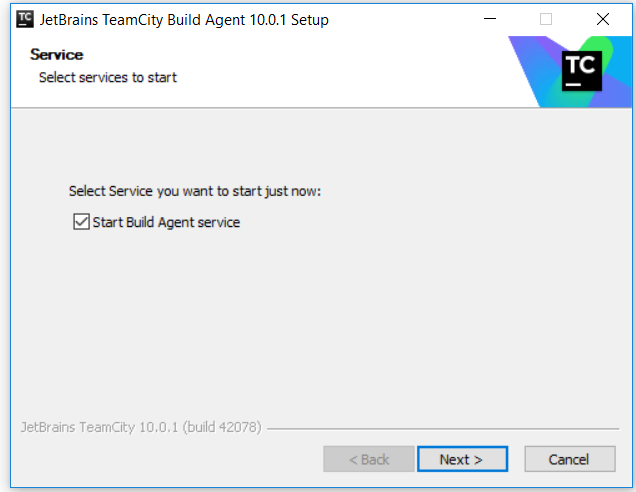 TC JetBrains TeamCity Build Agent 10.0.1 Setup
Service
Select services to start
TC
Select Service you want to start just now:
Start Build Agent service
JetBrains TeamCity 10.0.1 (build 42078)
< Back Next > Cancel